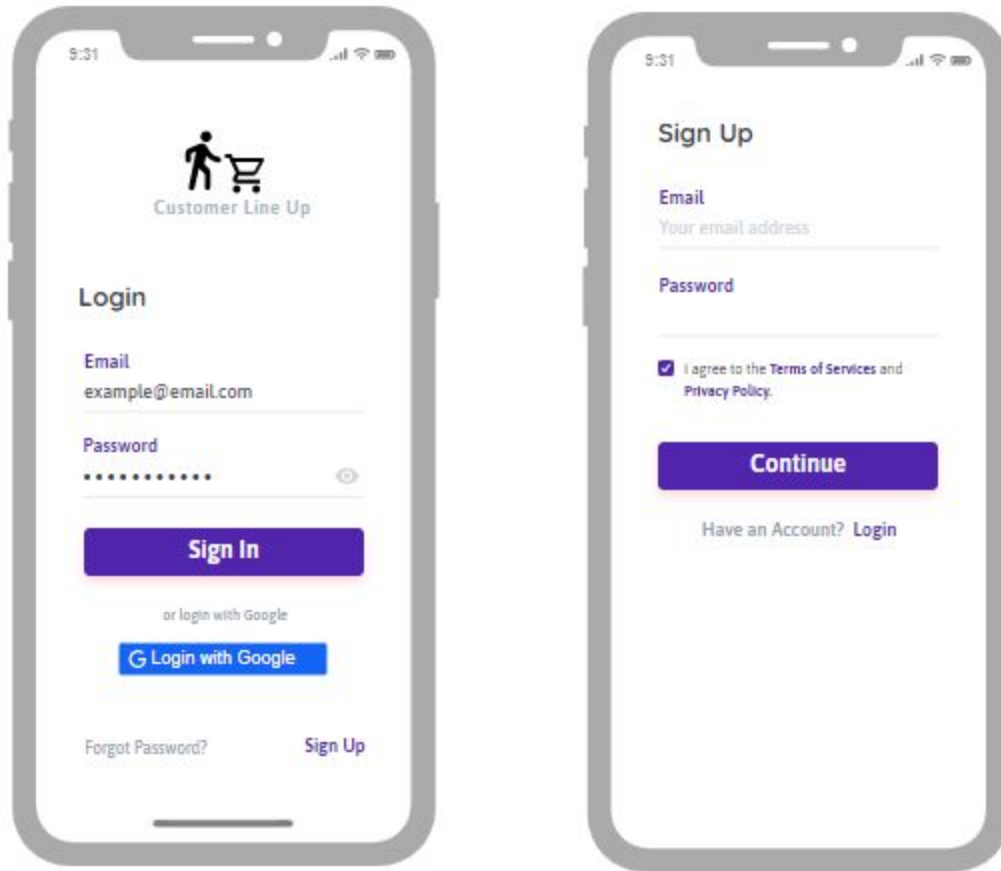 9:31
Customer Line Up
Login
Email
example@email.com
Password
Sign In
or login with Google
G Login with Google
Forgot Password?
Sign Up
9:31
Sign Up
Email
Your email address
Password
I agree to the Terms of Services and
Privacy Policy.
Continue
Have an Account? Login